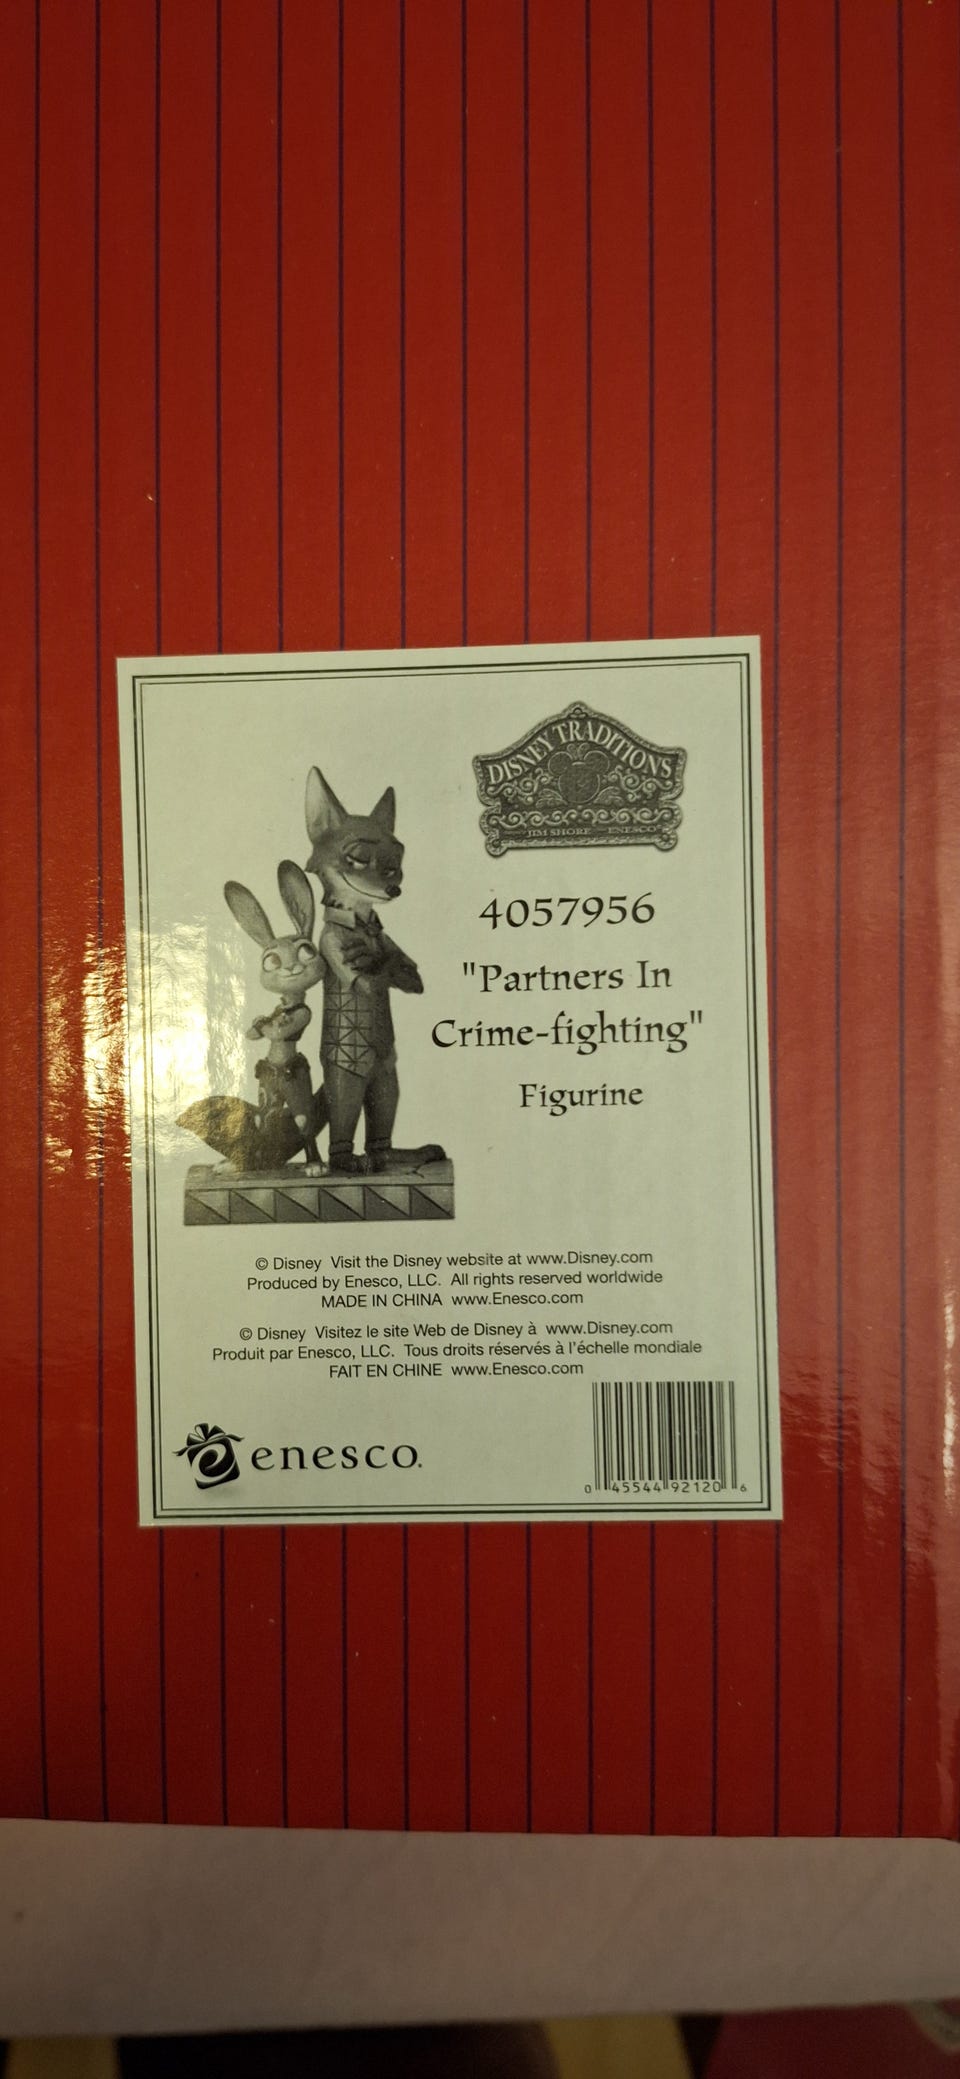 DISNEY TRADITIONS
JIM SHORE ENESCO
4057956
"Partners In
Crime-fighting"
Figurine
© Disney Visit the Disney website at www.Disney.com
Produced by Enesco, LLC. All rights reserved worldwide
MADE IN CHINA www.Enesco.com
© Disney Visitez le site Web de Disney à www.Disney.com
Produit par Enesco, LLC. Tous droits réservés à l'échelle mondiale
FAIT EN CHINE www.Enesco.com
enesco.
0 45544 92120 6